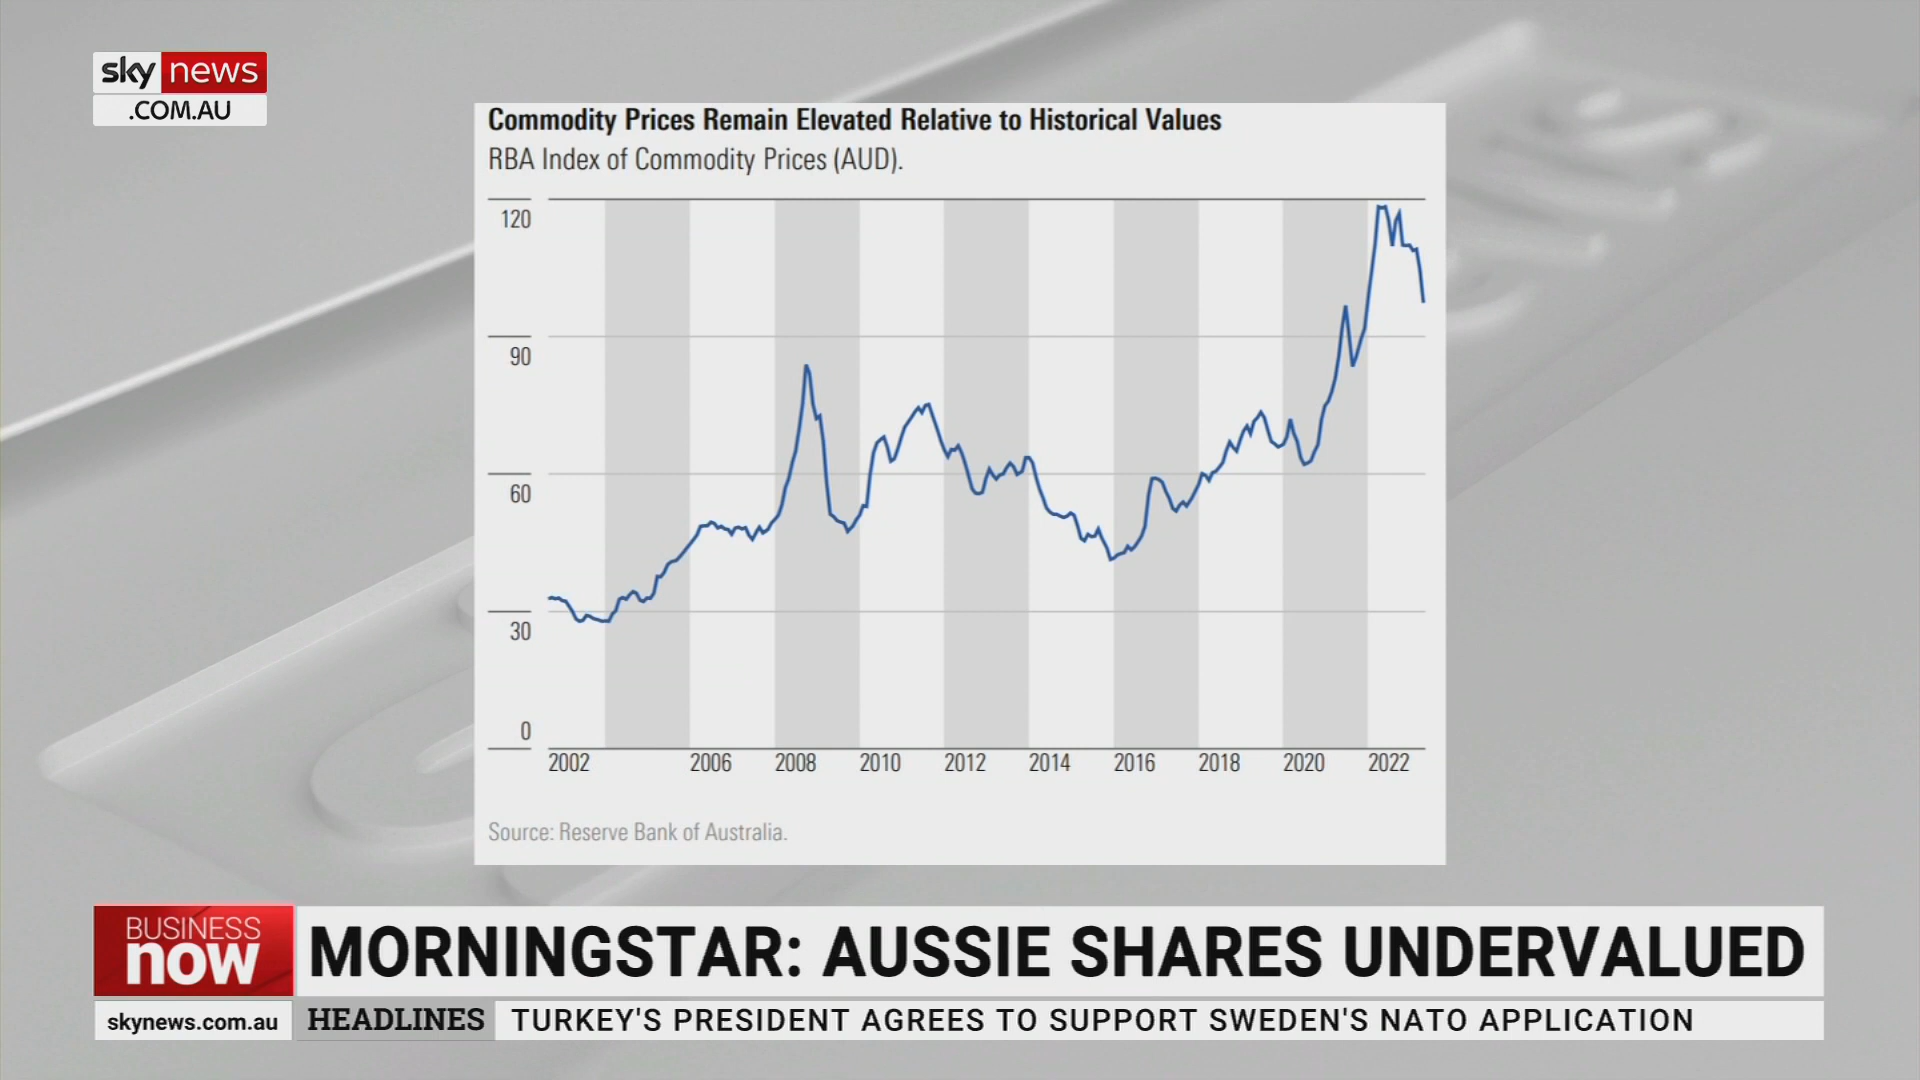 sky news
.COM.AU
Commodity Prices Remain Elevated Relative to Historical Values
RBA Index of Commodity Prices (AUD).
120
90
60
30
0
2002 2006 2008 2010 2012 2014 2016 2018 2020 2022
Source: Reserve Bank of Australia.
BUSINESS
now
MORNINGSTAR: AUSSIE SHARES UNDERVALUED
skynews.com.au HEADLINES TURKEY'S PRESIDENT AGREES TO SUPPORT SWEDEN'S NATO APPLICATION